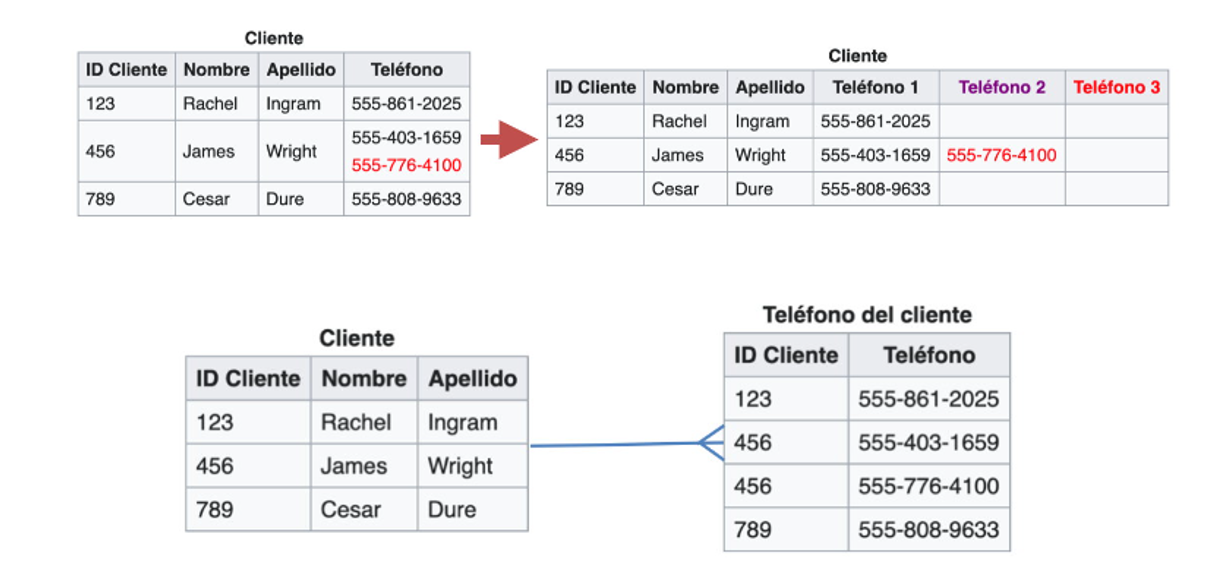 Cliente
ID Cliente Nombre Apellido Teléfono
123 Rachel Ingram 555-861-2025
456 James Wright 555-403-1659
555-776-4100
789 Cesar Dure 555-808-9633
Cliente
ID Cliente Nombre Apellido Teléfono 1 Teléfono 2 Teléfono 3
123 Rachel Ingram 555-861-2025
456 James Wright 555-403-1659 555-776-4100
789 Cesar Dure 555-808-9633
Cliente
ID Cliente Nombre Apellido
123 Rachel Ingram
456 James Wright
789 Cesar Dure
Teléfono del cliente
ID Cliente Teléfono
123 555-861-2025
456 555-403-1659
456 555-776-4100
789 555-808-9633